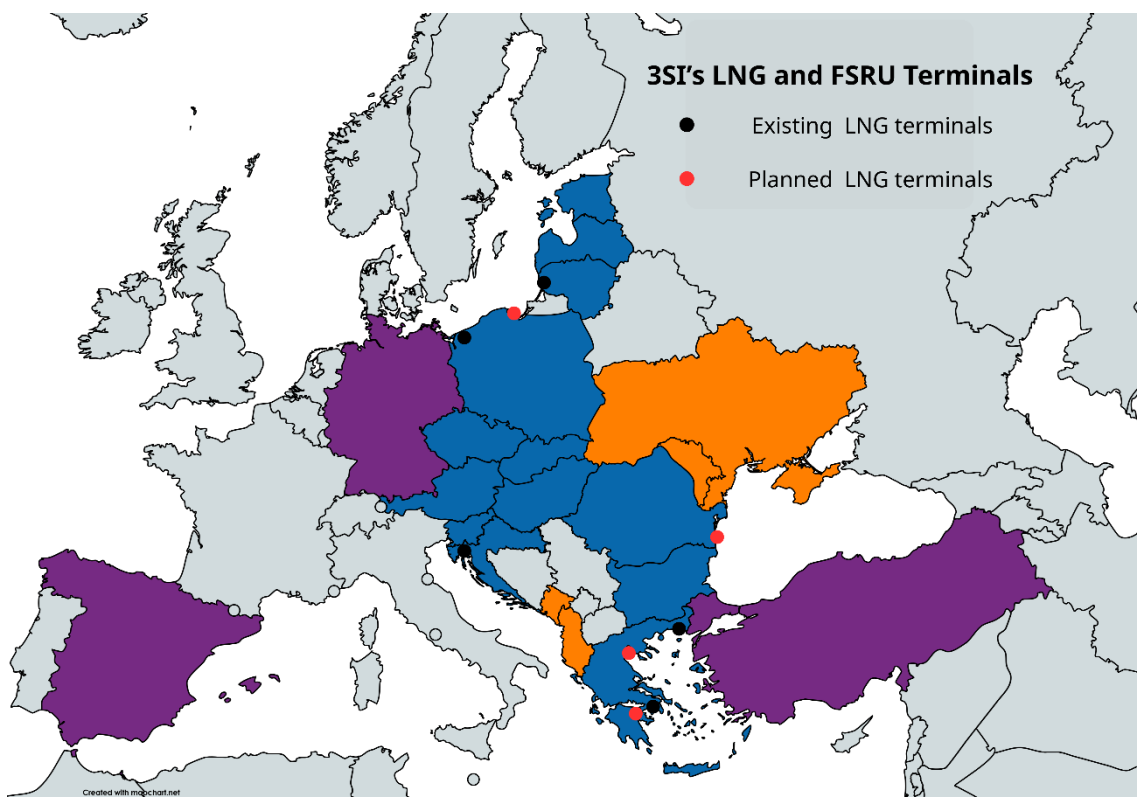 3SI’s LNG and FSRU Terminals
Existing LNG terminals
Planned LNG terminals
Created with mapchart.net